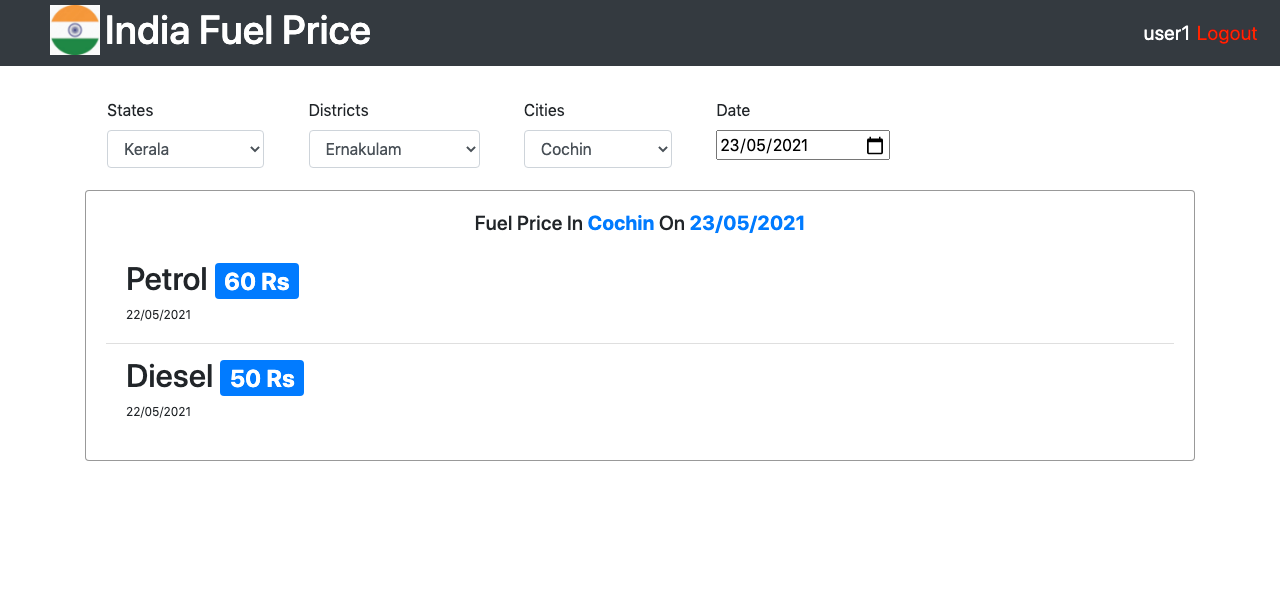 India Fuel Price
user1 Logout
States
Districts
Cities
Date
Kerala
Ernakulam
Cochin
23/05/2021
Fuel Price In Cochin On 23/05/2021
Petrol 60 Rs
22/05/2021
Diesel 50 Rs
22/05/2021